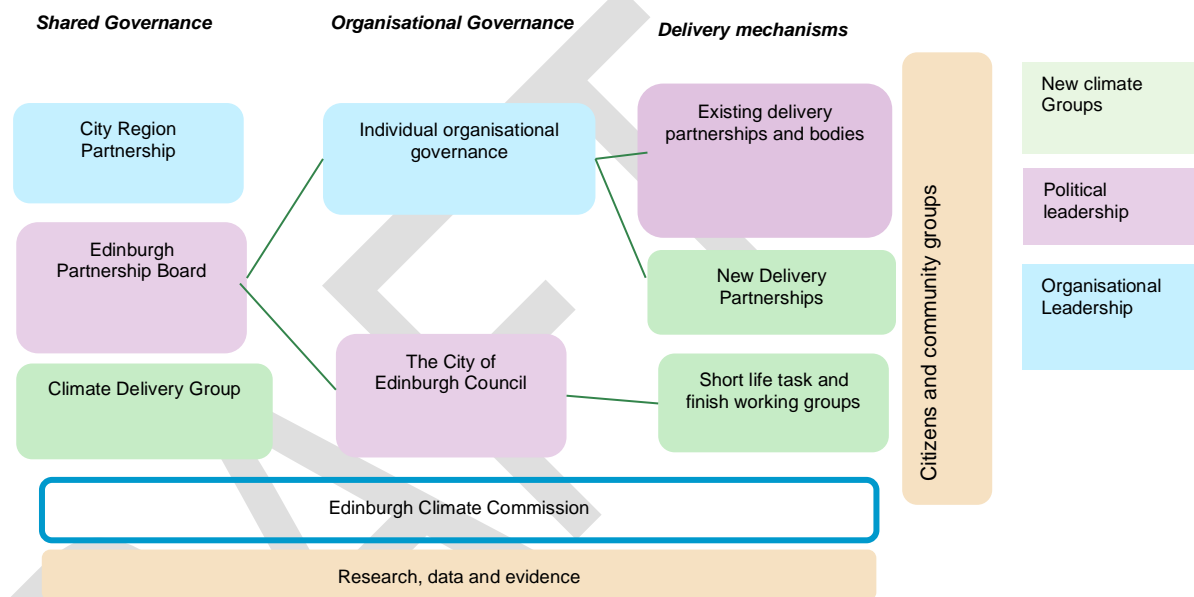 Shared Governance
Organisational Governance
Delivery mechanisms
City Region
Partnership
Edinburgh
Partnership Board
Climate Delivery Group
Individual organisational
governance
The City of
Edinburgh Council
Existing delivery
partnerships and bodies
New Delivery
Partnerships
Short life task and
finish working groups
Citizens and community groups
New climate
Groups
Political
leadership
Organisational
Leadership
Edinburgh Climate Commission
Research, data and evidence